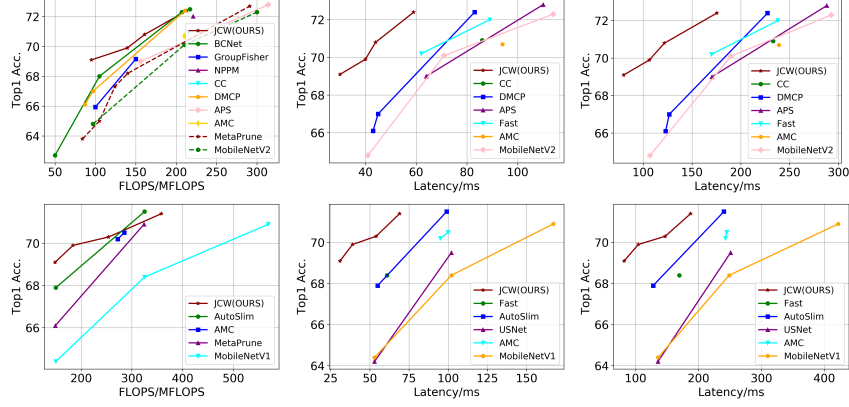 Top1 Acc.
72
70
68
66
64
50
100
150
200
250
300
FLOPS/MFLOPS
JCW(OURS)
BCNet
GroupFisher
NPPM
CC
DMCP
APS
AMC
MetaPrune
MobileNetV2
Top1 Acc.
72
70
68
66
40
60
80
100
Latency/ms
JCW(OURS)
CC
DMCP
APS
Fast
AMC
MobileNetV2
Top1 Acc.
72
70
68
66
100
150
200
250
300
Latency/ms
JCW(OURS)
CC
DMCP
APS
Fast
AMC
MobileNetV2
Top1 Acc.
70
68
66
200
300
400
500
FLOPS/MFLOPS
JCW(OURS)
AutoSlim
AMC
MetaPrune
MobileNetV1
Top1 Acc.
70
68
66
64
25
50
75
100
125
150
Latency/ms
JCW(OURS)
Fast
AutoSlim
USNet
AMC
MobileNetV1
Top1 Acc.
70
68
66
64
100
200
300
400
Latency/ms
JCW(OURS)
Fast
AutoSlim
USNet
AMC
MobileNetV1